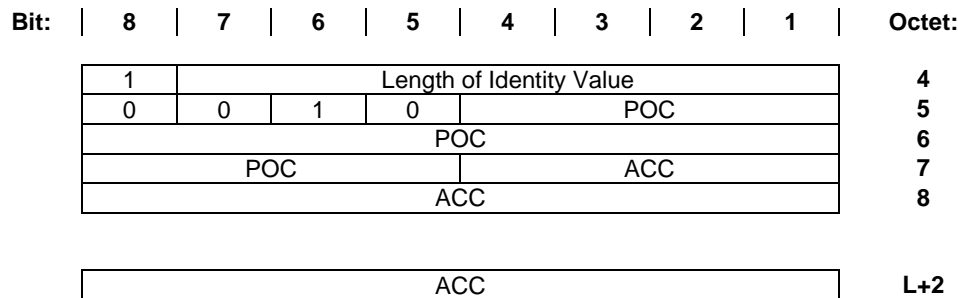 Bit: 8 7 6 5 4 3 2 1 Octet:
1 Length of Identity Value 4
0 0 1 0 POC 5
POC 6
POC ACC 7
ACC 8
ACC L+2